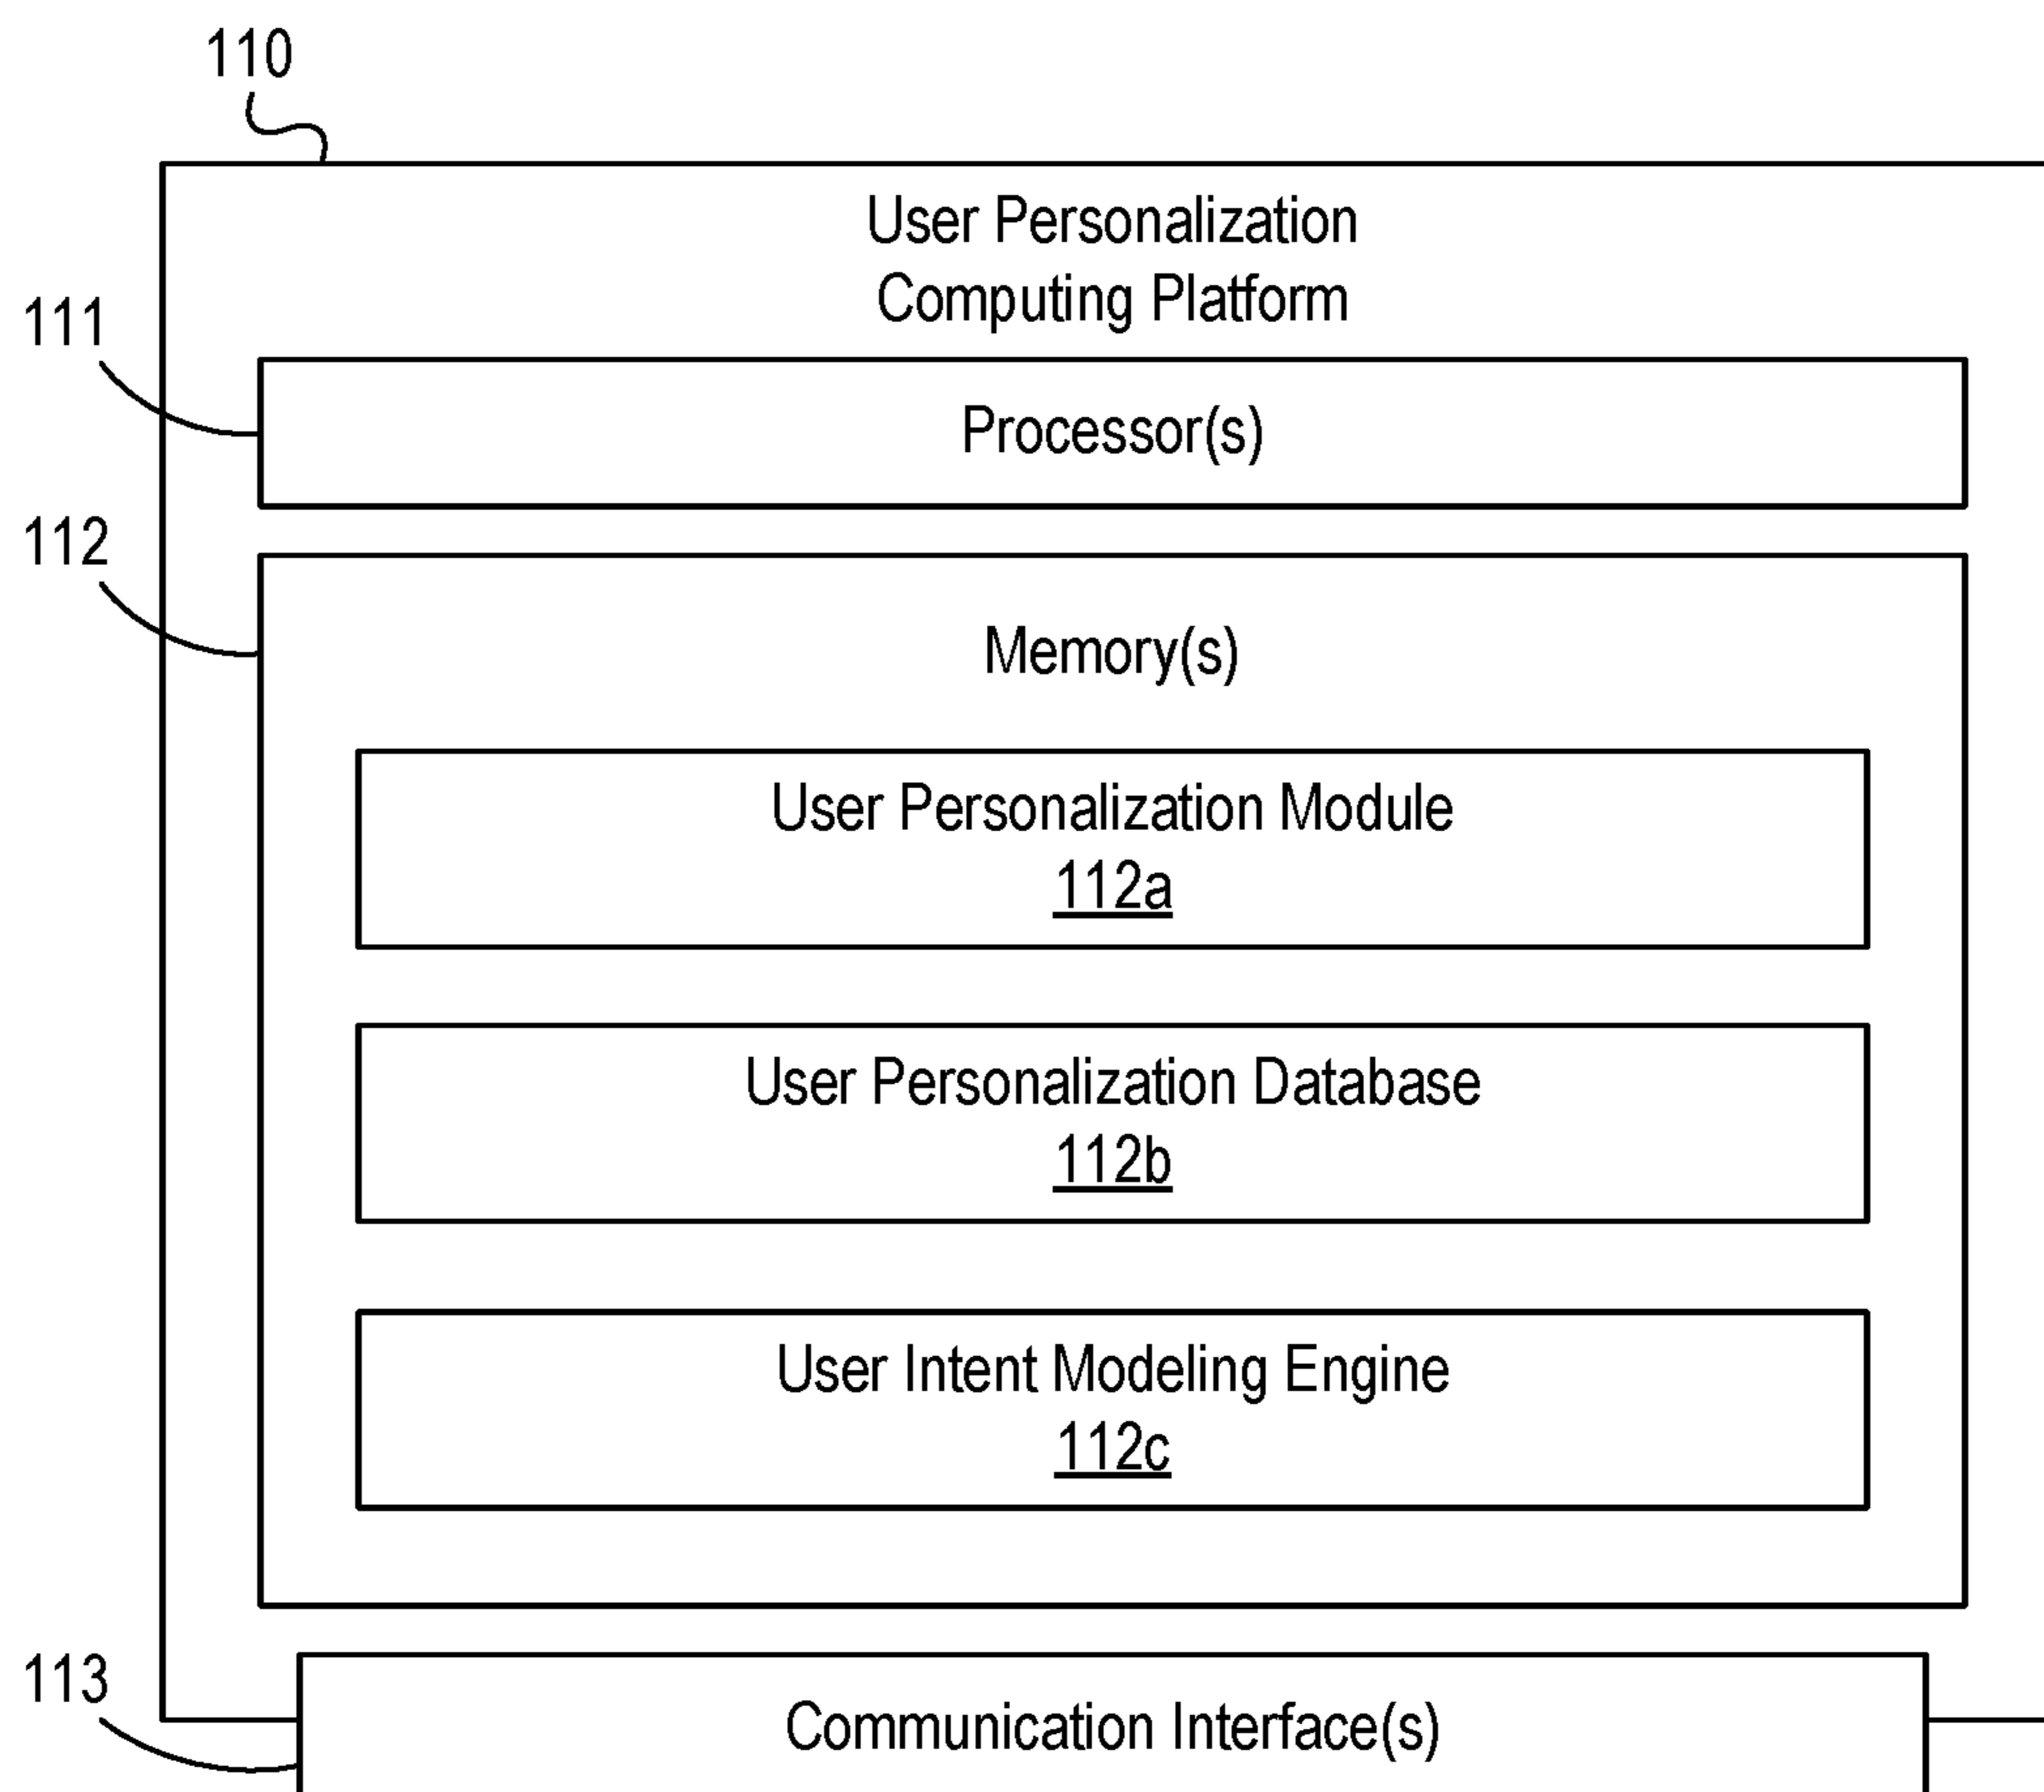 110
User Personalization
Computing Platform
111
Processor(s)
112
Memory(s)
User Personalization Module
112a
User Personalization Database
112b
User Intent Modeling Engine
112c
113
Communication Interface(s)